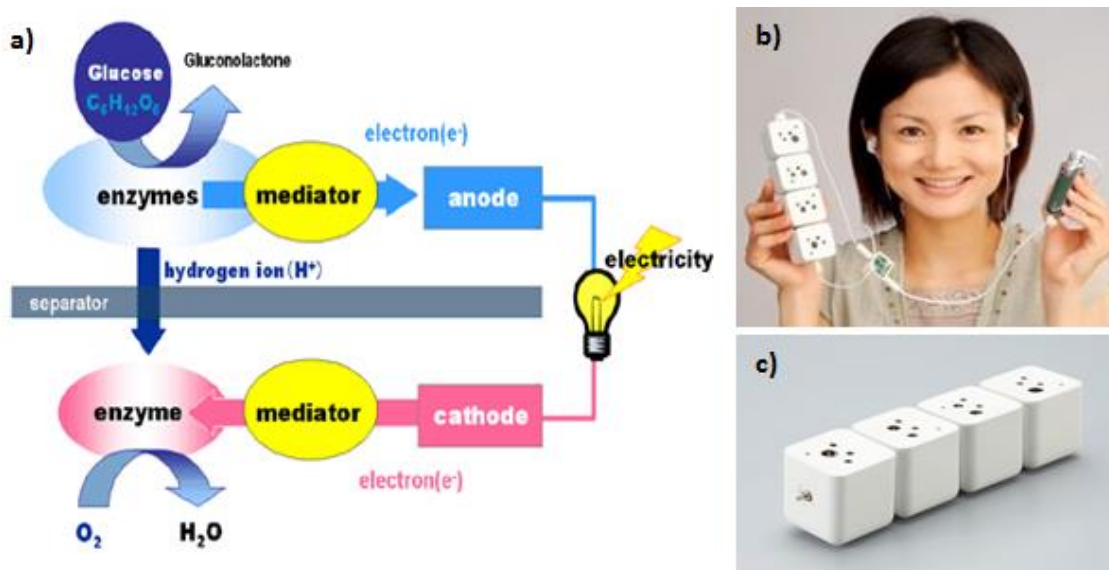 a)
Glucose
C₆H₁₂O₆
Gluconolactone
electron(e-)
enzymes
mediator
anode
hydrogen ion(H⁺)
electricity
separator
enzyme
mediator
cathode
electron(e-)
O₂
H₂O
b)
c)